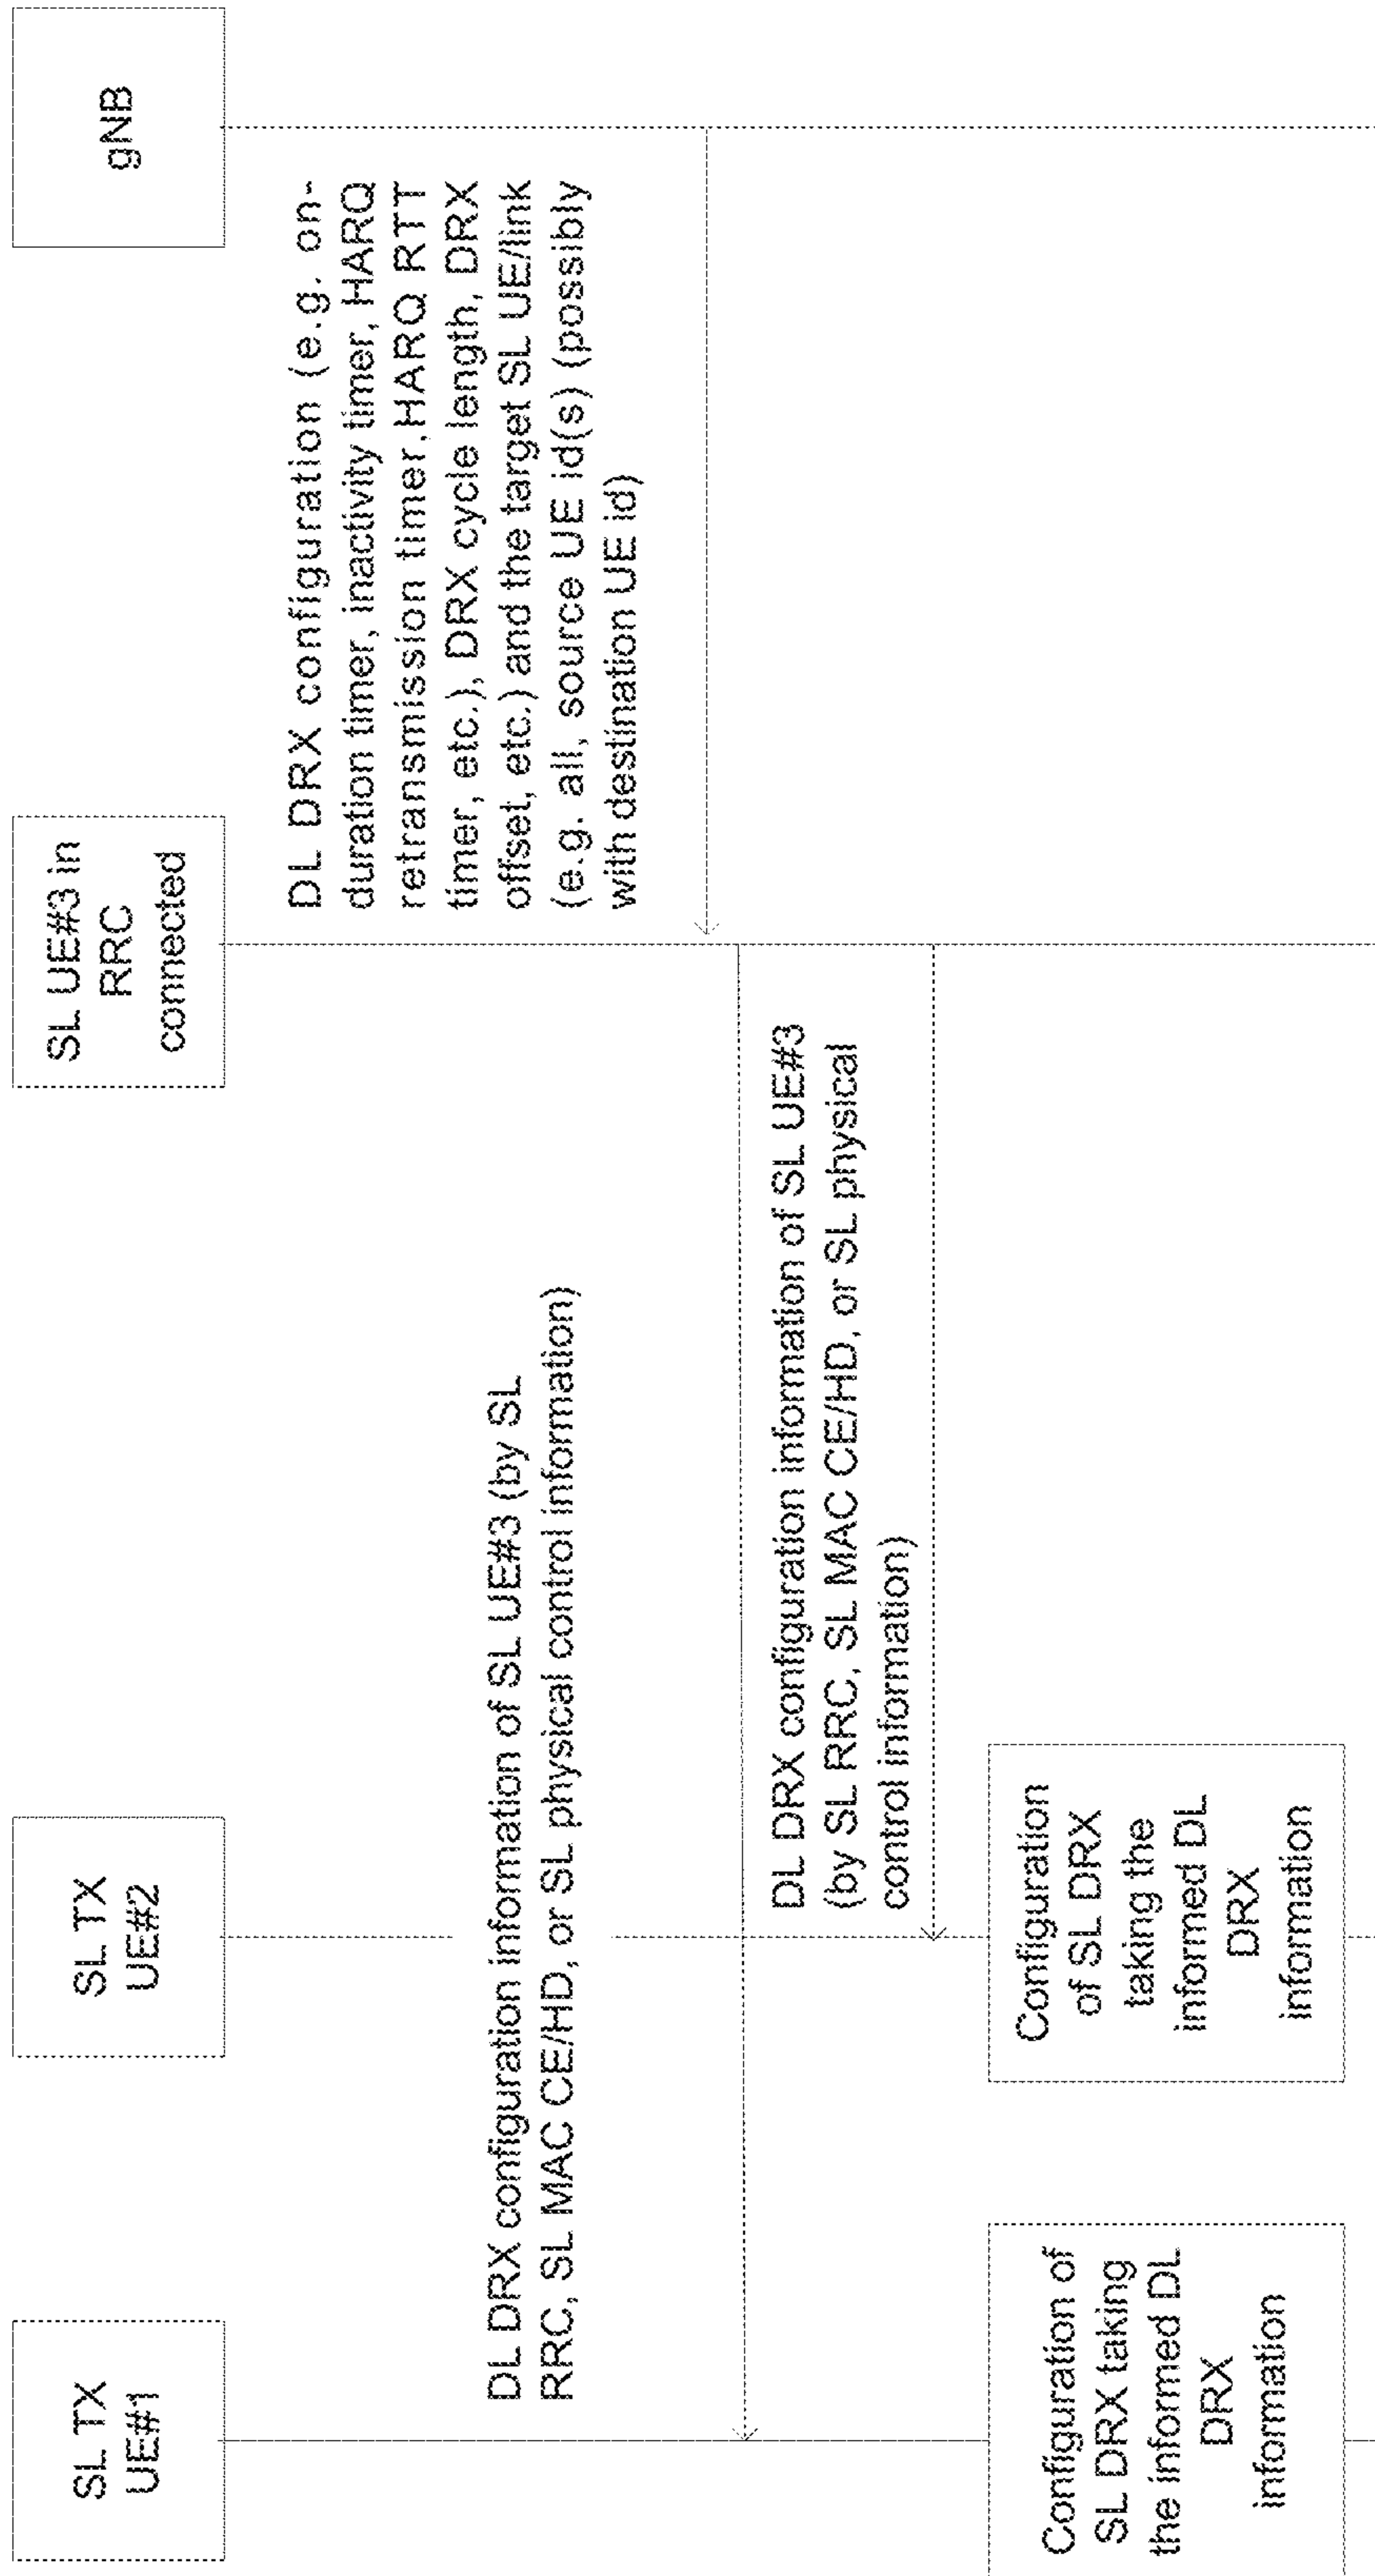 SL TX
UE#1
SL TX
UE#2
SL UE#3 in
RRC
connected
gNB
DL DRX configuration (e.g. on-
duration timer, inactivity timer, HARQ
retransmission timer,HARQ RTT
timer, etc.), DRX cycle length, DRX
offset, etc.) and the target SL UE/link
(e.g. all, source UE id(s) (possibly
with destination UE id)
DL DRX configuration information of SL UE#3 (by SL
RRC, SL MAC CE/HD, or SL physical control information)
DL DRX configuration information of SL UE#3
(by SL RRC, SL MAC CE/HD, or SL physical
control information)
Configuration of
SL DRX taking
the informed DL
DRX
information
Configuration
of SL DRX
taking the
informed DL
DRX
information